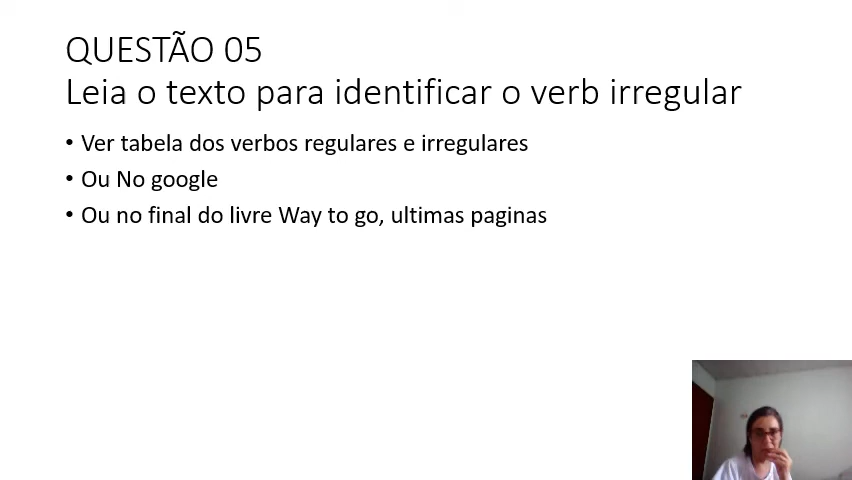 QUESTÃO 05
Leia o texto para identificar o verb irregular
• Ver tabela dos verbos regulares e irregulares
• Ou No google
• Ou no final do livre Way to go, ultimas paginas